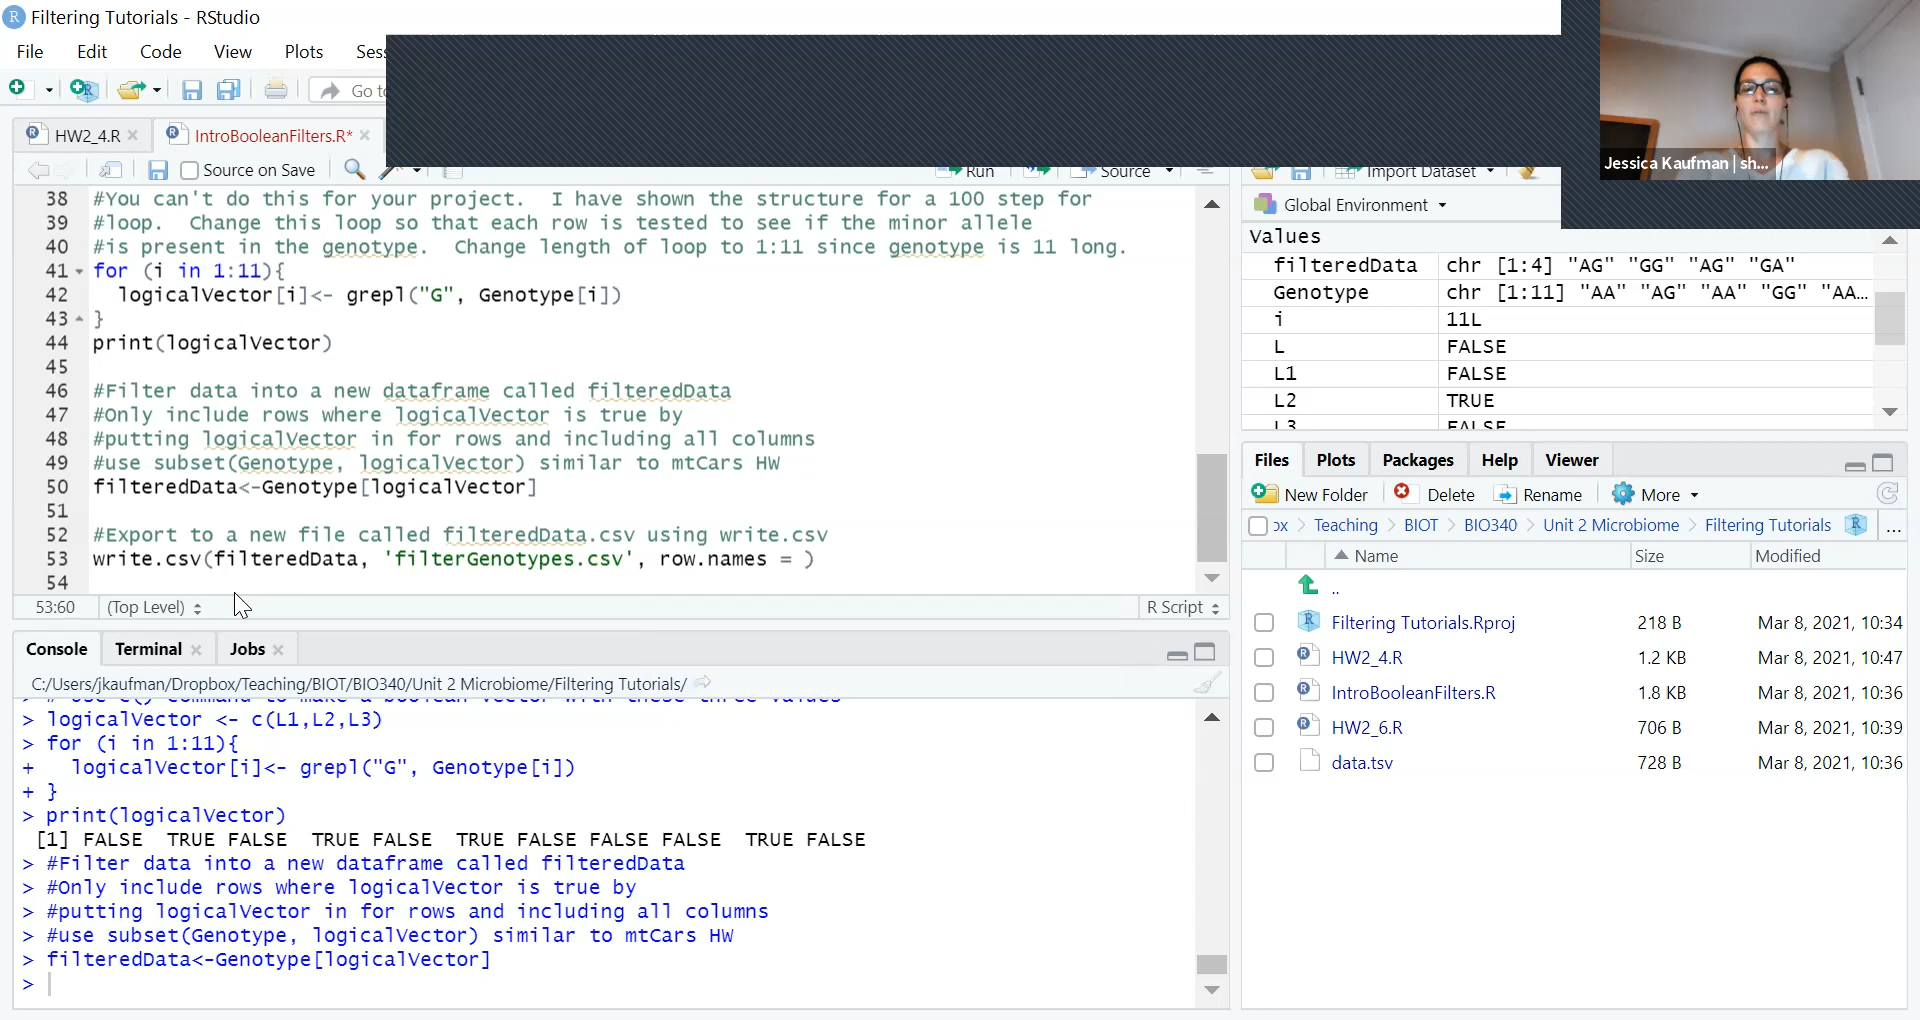 Filtering Tutorials - RStudio
File Edit Code View Plots Sess
Go to
HW2_4.R IntroBooleanFilters.R*
Source on Save Run Source
38 #You can't do this for your project.  I have shown the structure for a 100 step for
39 #loop.  Change this loop so that each row is tested to see if the minor allele
40 #is present in the genotype.  Change length of loop to 1:11 since genotype is 11 long.
41 for (i in 1:11){
42   logicalVector[i]<- grepl("G", Genotype[i])
43 }
44 print(logicalVector)
45
46 #Filter data into a new dataframe called filteredData
47 #Only include rows where logicalVector is true by
48 #putting logicalVector in for rows and including all columns
49 #use subset(Genotype, logicalVector) similar to mtCars HW
50 filteredData<-Genotype[logicalVector]
51
52 #Export to a new file called filteredData.csv using write.csv
53 write.csv(filteredData, 'filterGenotypes.csv', row.names = )
54
53:60 (Top Level) R Script
Console Terminal Jobs
C:/Users/jkaufman/Dropbox/Teaching/BIOT/BIO340/Unit 2 Microbiome/Filtering Tutorials/
> # Use c() command to make a boolean vector with these three values
> logicalVector <- c(L1,L2,L3)
> for (i in 1:11){
+   logicalVector[i]<- grepl("G", Genotype[i])
+ }
> print(logicalVector)
[1] FALSE  TRUE FALSE  TRUE FALSE  TRUE FALSE FALSE FALSE  TRUE FALSE
> #Filter data into a new dataframe called filteredData
> #Only include rows where logicalVector is true by
> #putting logicalVector in for rows and including all columns
> #use subset(Genotype, logicalVector) similar to mtCars HW
> filteredData<-Genotype[logicalVector]
>
Jessica Kaufman | sh...
Import Dataset
Global Environment
Values
filteredData chr [1:4] "AG" "GG" "AG" "GA"
Genotype chr [1:11] "AA" "AG" "AA" "GG" "AA…
i 11L
L FALSE
L1 FALSE
L2 TRUE
L3 FALSE
Files Plots Packages Help Viewer
New Folder Delete Rename More
ox Teaching BIOT BIO340 Unit 2 Microbiome Filtering Tutorials ...
Name Size Modified
..
Filtering Tutorials.Rproj 218 B Mar 8, 2021, 10:34
HW2_4.R 1.2 KB Mar 8, 2021, 10:47
IntroBooleanFilters.R 1.8 KB Mar 8, 2021, 10:36
HW2_6.R 706 B Mar 8, 2021, 10:39
data.tsv 728 B Mar 8, 2021, 10:36